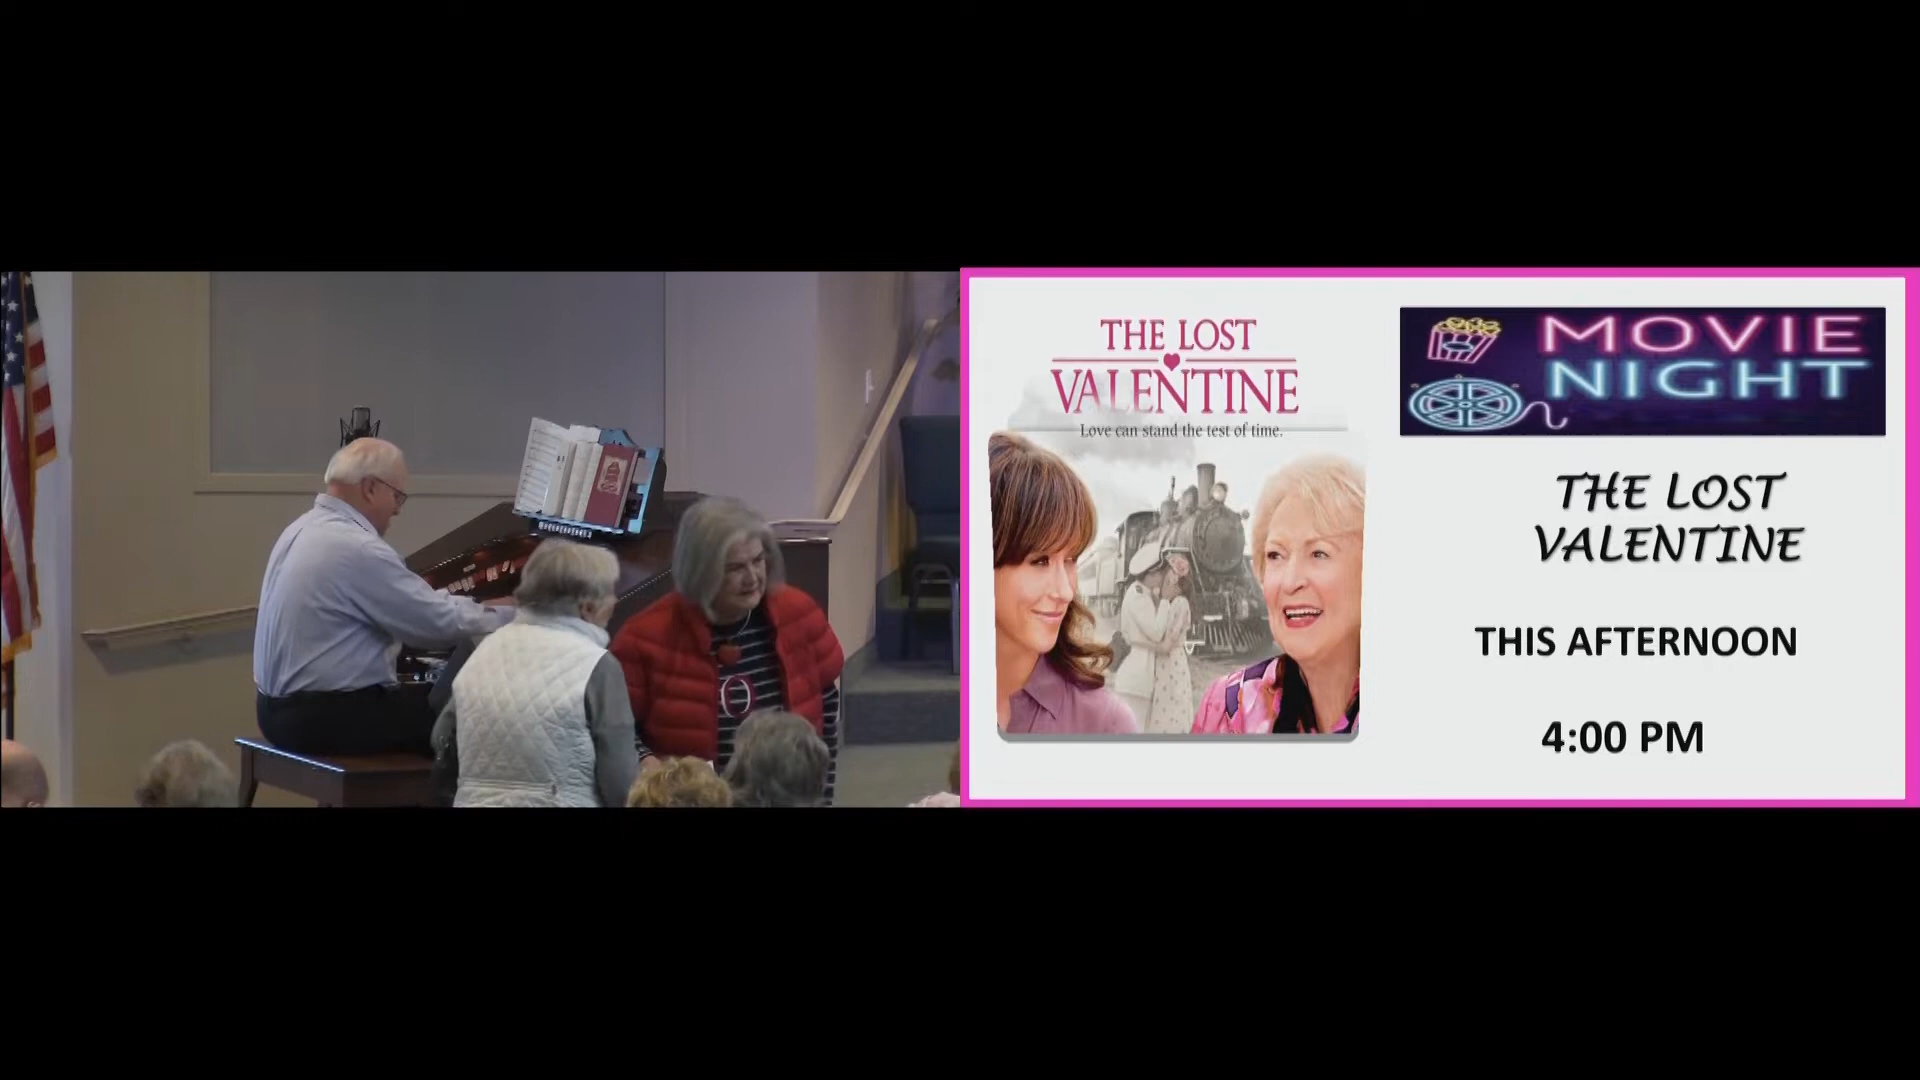 THE LOST
VALENTINE
Love can stand the test of time.
MOVIE
NIGHT
THE LOST
VALENTINE
THIS AFTERNOON
4:00 PM
O